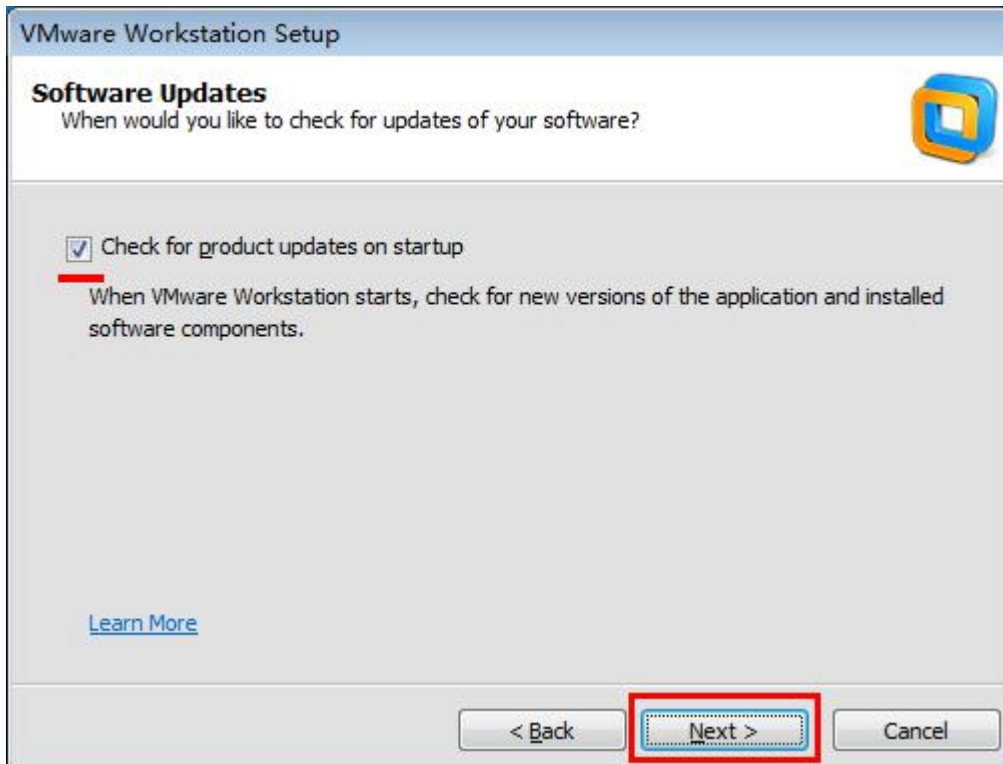 VMware Workstation Setup
Software Updates
When would you like to check for updates of your software?
Check for product updates on startup
When VMware Workstation starts, check for new versions of the application and installed
software components.
Learn More
< Back
Next >
Cancel